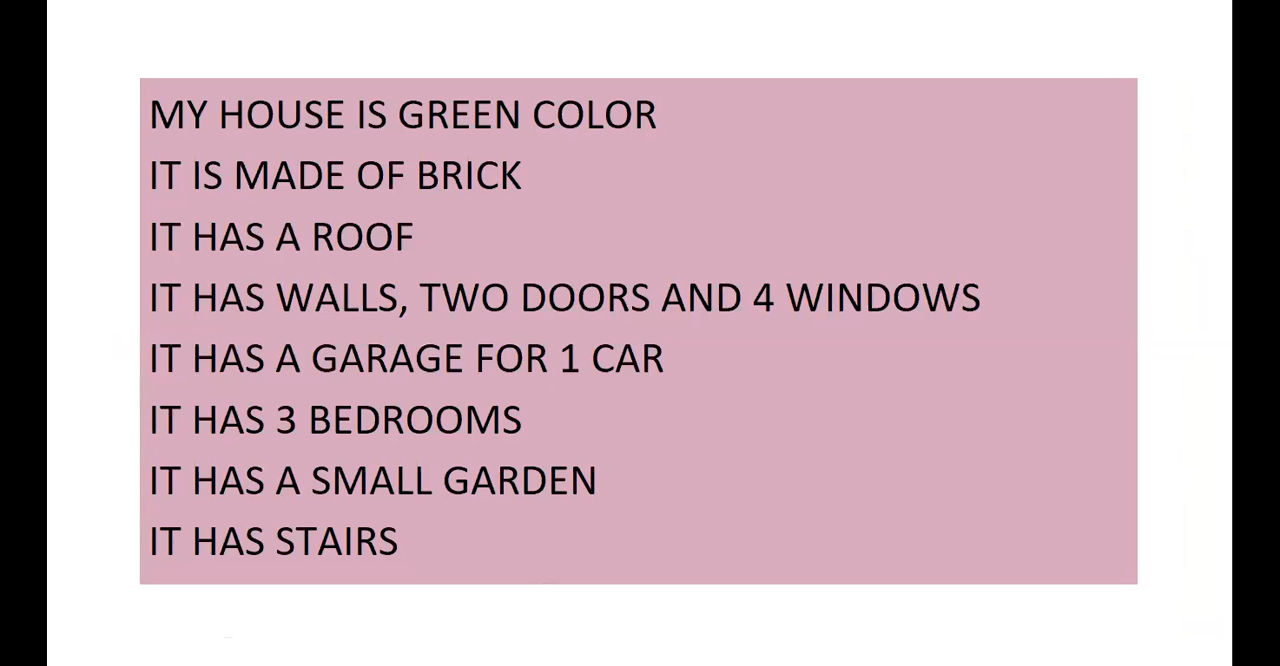 MY HOUSE IS GREEN COLOR
IT IS MADE OF BRICK
IT HAS A ROOF
IT HAS WALLS, TWO DOORS AND 4 WINDOWS
IT HAS A GARAGE FOR 1 CAR
IT HAS 3 BEDROOMS
IT HAS A SMALL GARDEN
IT HAS STAIRS